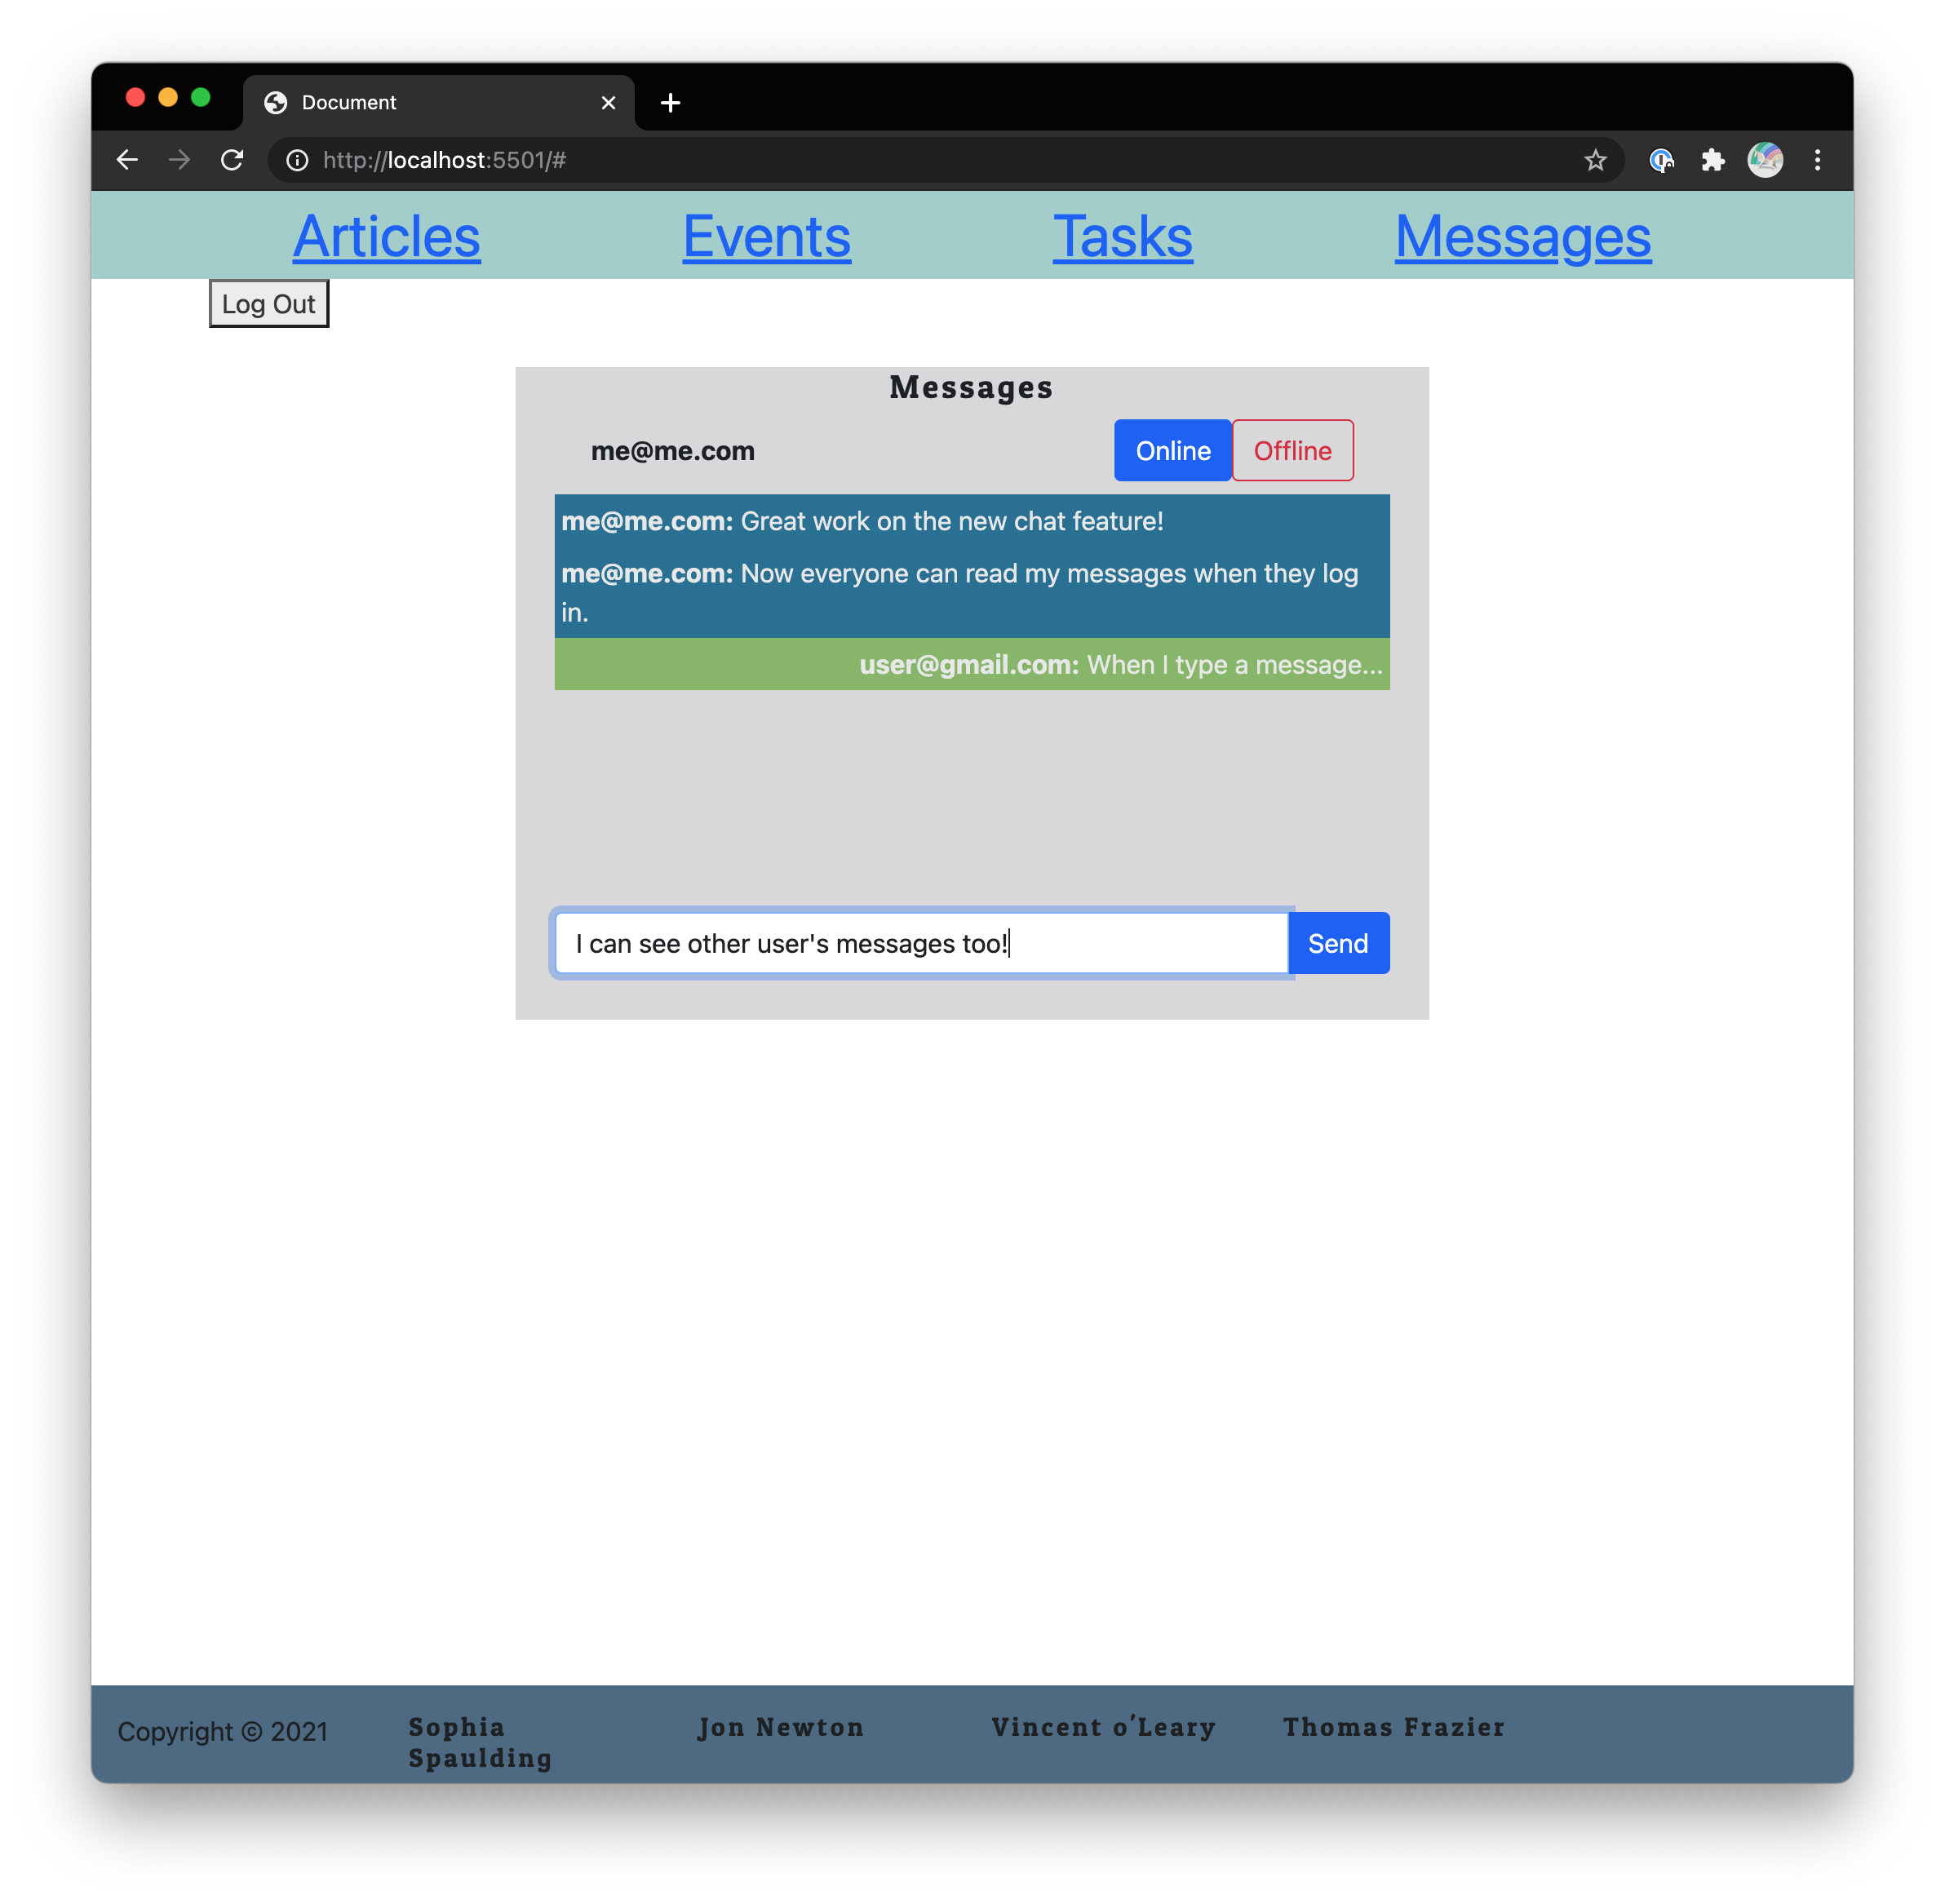 Document
http://localhost:5501/#
Articles Events Tasks Messages
Log Out
Messages
me@me.com Online Offline
me@me.com: Great work on the new chat feature!
me@me.com: Now everyone can read my messages when they log
in.
user@gmail.com: When I type a message...
I can see other user's messages too! Send
Copyright © 2021 Sophia Jon Newton Vincent o'Leary Thomas Frazier
Spaulding